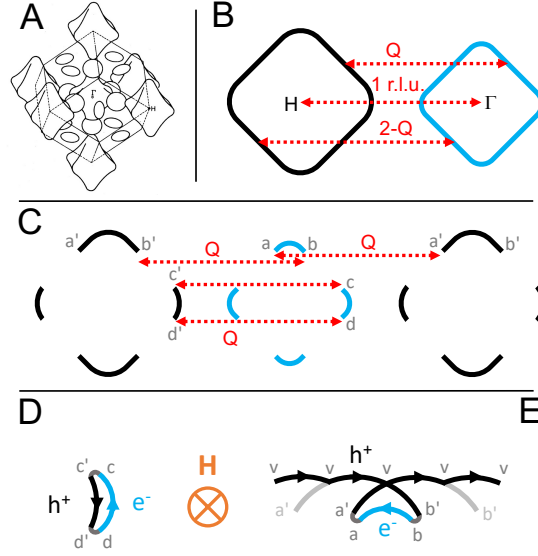 A
Γ
H
B
Q
1 r.l.u.
H
Γ
2-Q
C
a' b' a b a' b'
Q Q
c' c
d' d
Q
D
c' c
h+
e-
d' d
H
E
h+
v v v v v
a' a' b' b'
a e- b